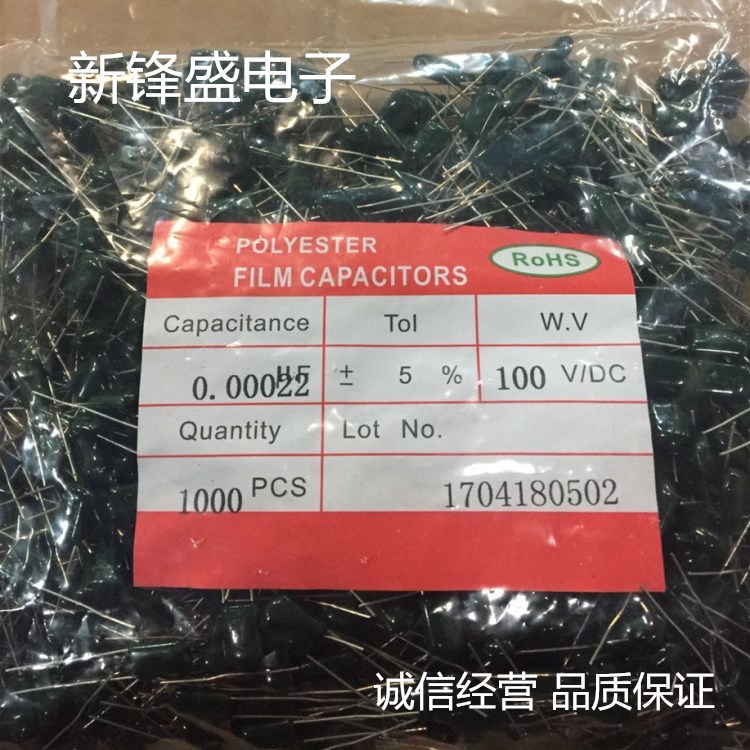 新锋盛电子
POLYESTER
FILM CAPACITORS
RoHS
Capacitance Tol W.V
0.00022 UF ± 5 % 100 V/DC
Quantity Lot No.
1000 PCS 1704180502
诚信经营 品质保证